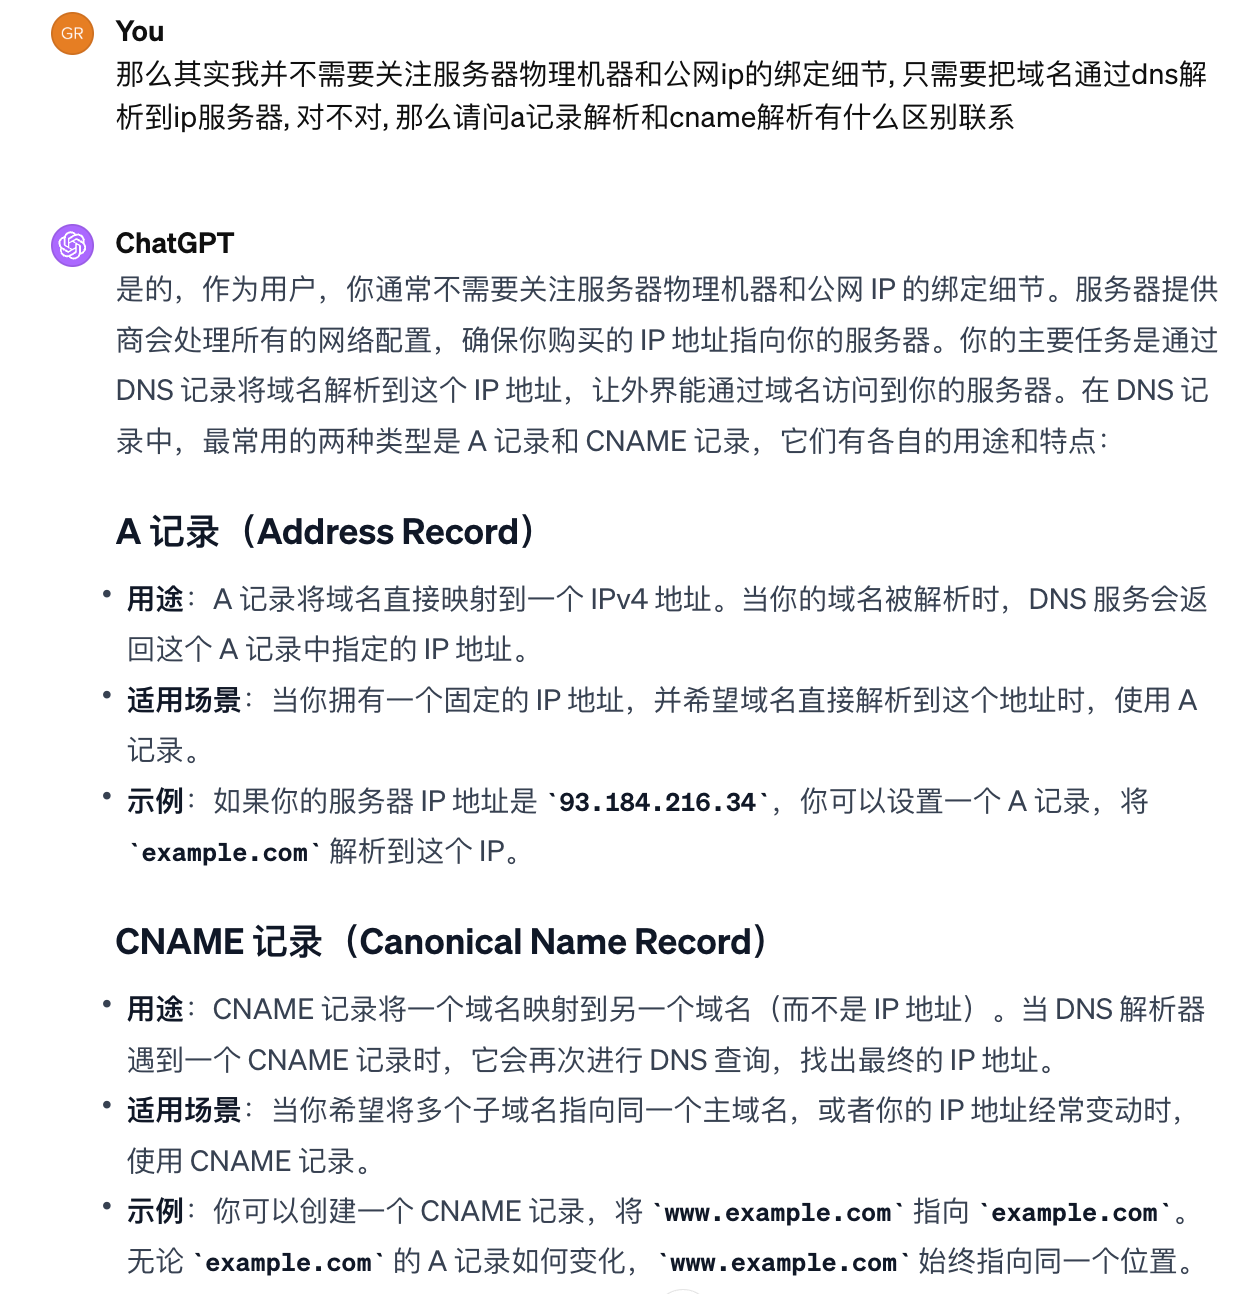 GR
You
那么其实我并不需要关注服务器物理机器和公网ip的绑定细节, 只需要把域名通过dns解
析到ip服务器, 对不对, 那么请问a记录解析和cname解析有什么区别联系
ChatGPT
是的，作为用户，你通常不需要关注服务器物理机器和公网 IP 的绑定细节。服务器提供
商会处理所有的网络配置，确保你购买的 IP 地址指向你的服务器。你的主要任务是通过
DNS 记录将域名解析到这个 IP 地址，让外界能通过域名访问到你的服务器。在 DNS 记
录中，最常用的两种类型是 A 记录和 CNAME 记录，它们有各自的用途和特点：
A 记录（Address Record）
• 用途：A 记录将域名直接映射到一个 IPv4 地址。当你的域名被解析时，DNS 服务会返
回这个 A 记录中指定的 IP 地址。
• 适用场景：当你拥有一个固定的 IP 地址，并希望域名直接解析到这个地址时，使用 A
记录。
• 示例：如果你的服务器 IP 地址是 `93.184.216.34`，你可以设置一个 A 记录，将
`example.com` 解析到这个 IP。
CNAME 记录（Canonical Name Record）
• 用途：CNAME 记录将一个域名映射到另一个域名（而不是 IP 地址）。当 DNS 解析器
遇到一个 CNAME 记录时，它会再次进行 DNS 查询，找出最终的 IP 地址。
• 适用场景：当你希望将多个子域名指向同一个主域名，或者你的 IP 地址经常变动时，
使用 CNAME 记录。
• 示例：你可以创建一个 CNAME 记录，将 `www.example.com` 指向 `example.com`。
无论 `example.com` 的 A 记录如何变化，`www.example.com` 始终指向同一个位置。